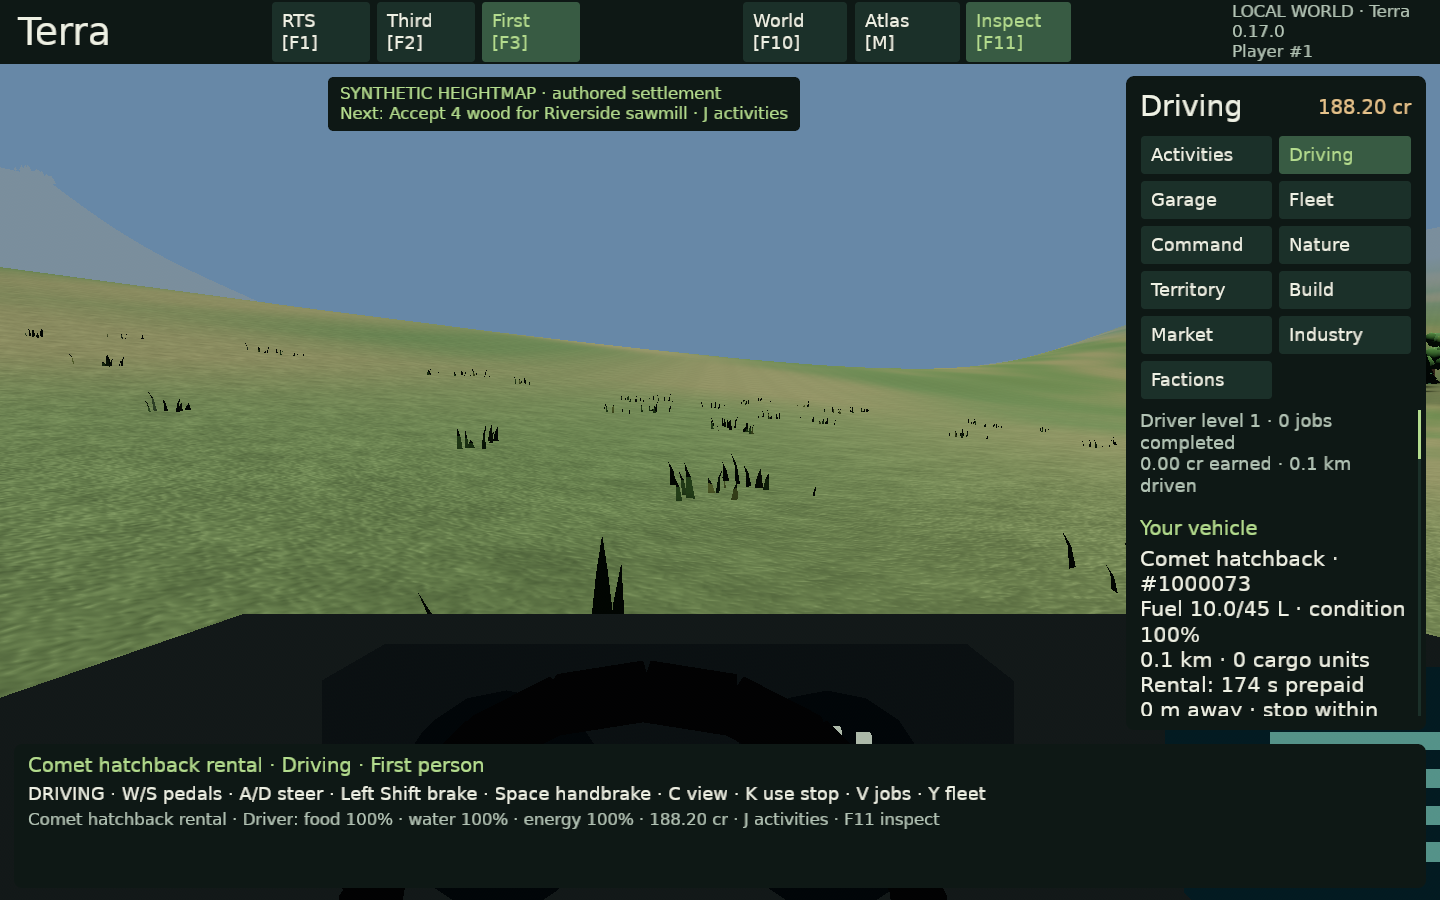 Terra
RTS
[F1]
Third
[F2]
First
[F3]
World
[F10]
Atlas
[M]
Inspect
[F11]
LOCAL WORLD · Terra
0.17.0
Player #1
SYNTHETIC HEIGHTMAP · authored settlement
Next: Accept 4 wood for Riverside sawmill · J activities
Driving
188.20 cr
Activities
Driving
Garage
Fleet
Command
Nature
Territory
Build
Market
Industry
Factions
Driver level 1 · 0 jobs
completed
0.00 cr earned · 0.1 km
driven
Your vehicle
Comet hatchback ·
#1000073
Fuel 10.0/45 L · condition
100%
0.1 km · 0 cargo units
Rental: 174 s prepaid
0 m away · stop within
Comet hatchback rental · Driving · First person
DRIVING · W/S pedals · A/D steer · Left Shift brake · Space handbrake · C view · K use stop · V jobs · Y fleet
Comet hatchback rental · Driver: food 100% · water 100% · energy 100% · 188.20 cr · J activities · F11 inspect